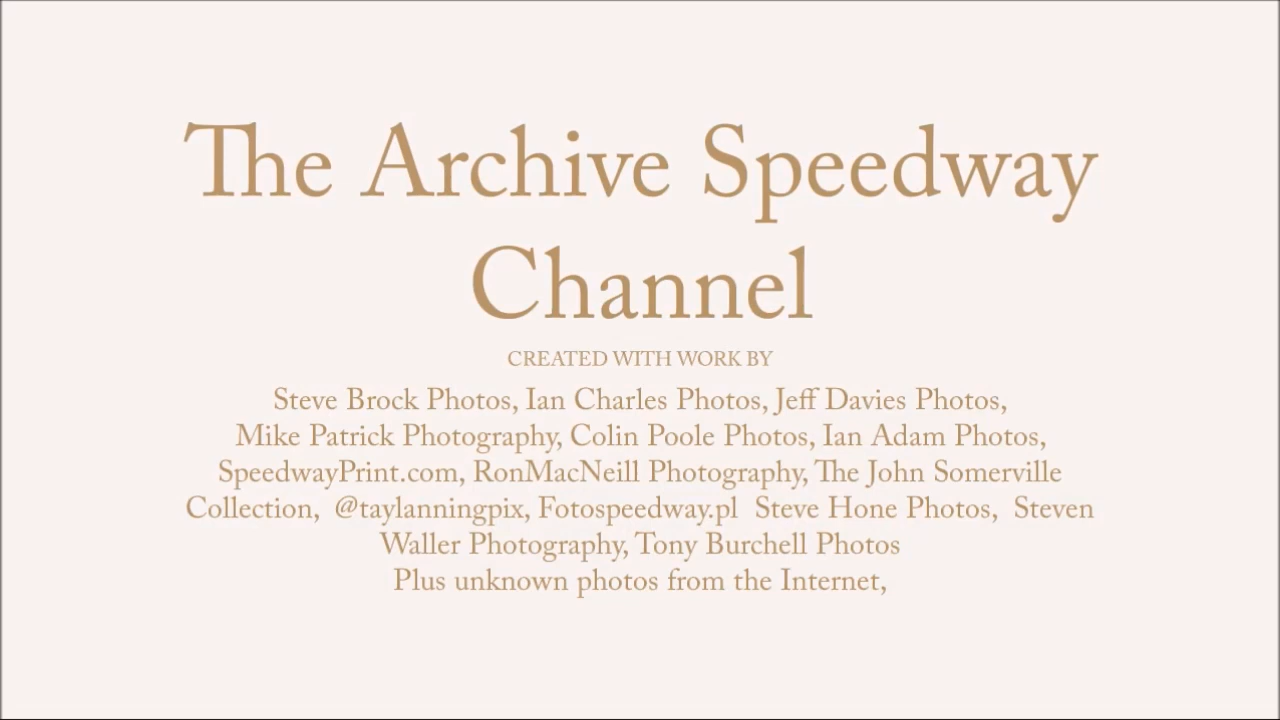 The Archive Speedway
Channel
CREATED WITH WORK BY
Steve Brock Photos, Ian Charles Photos, Jeff Davies Photos,
Mike Patrick Photography, Colin Poole Photos, Ian Adam Photos,
SpeedwayPrint.com, RonMacNeill Photography, The John Somerville
Collection,  @taylanningpix, Fotospeedway.pl  Steve Hone Photos,  Steven
Waller Photography, Tony Burchell Photos
Plus unknown photos from the Internet,